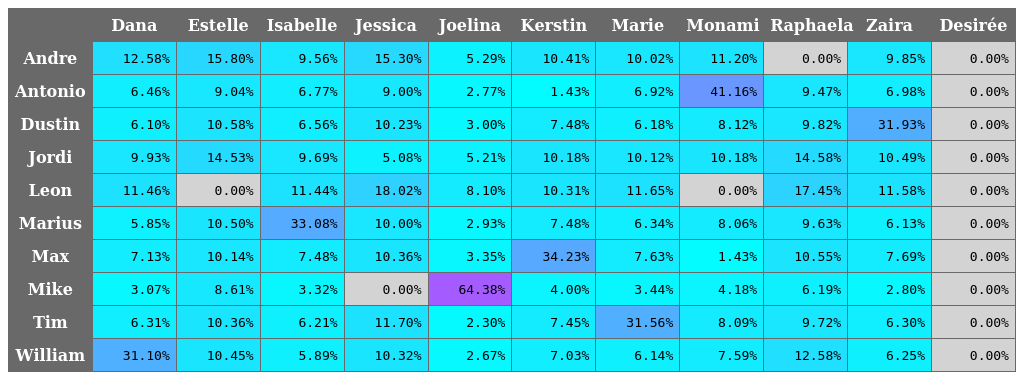 Dana Estelle Isabelle Jessica Joelina Kerstin Marie Monami Raphaela Zaira Desirée
Andre 12.58% 15.80% 9.56% 15.30% 5.29% 10.41% 10.02% 11.20% 0.00% 9.85% 0.00%
Antonio 6.46% 9.04% 6.77% 9.00% 2.77% 1.43% 6.92% 41.16% 9.47% 6.98% 0.00%
Dustin 6.10% 10.58% 6.56% 10.23% 3.00% 7.48% 6.18% 8.12% 9.82% 31.93% 0.00%
Jordi 9.93% 14.53% 9.69% 5.08% 5.21% 10.18% 10.12% 10.18% 14.58% 10.49% 0.00%
Leon 11.46% 0.00% 11.44% 18.02% 8.10% 10.31% 11.65% 0.00% 17.45% 11.58% 0.00%
Marius 5.85% 10.50% 33.08% 10.00% 2.93% 7.48% 6.34% 8.06% 9.63% 6.13% 0.00%
Max 7.13% 10.14% 7.48% 10.36% 3.35% 34.23% 7.63% 1.43% 10.55% 7.69% 0.00%
Mike 3.07% 8.61% 3.32% 0.00% 64.38% 4.00% 3.44% 4.18% 6.19% 2.80% 0.00%
Tim 6.31% 10.36% 6.21% 11.70% 2.30% 7.45% 31.56% 8.09% 9.72% 6.30% 0.00%
William 31.10% 10.45% 5.89% 10.32% 2.67% 7.03% 6.14% 7.59% 12.58% 6.25% 0.00%